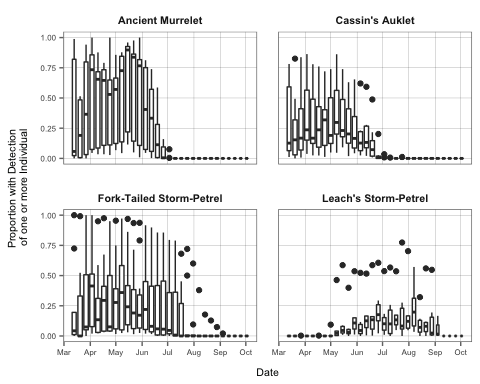 Ancient Murrelet
Cassin's Auklet
1.00
0.75
0.50
0.25
0.00
Fork-Tailed Storm-Petrel
Leach's Storm-Petrel
1.00
0.75
0.50
0.25
0.00
Mar Apr May Jun Jul Aug Sep Oct
Mar Apr May Jun Jul Aug Sep Oct
Date
Proportion with Detection
of one or more Individual